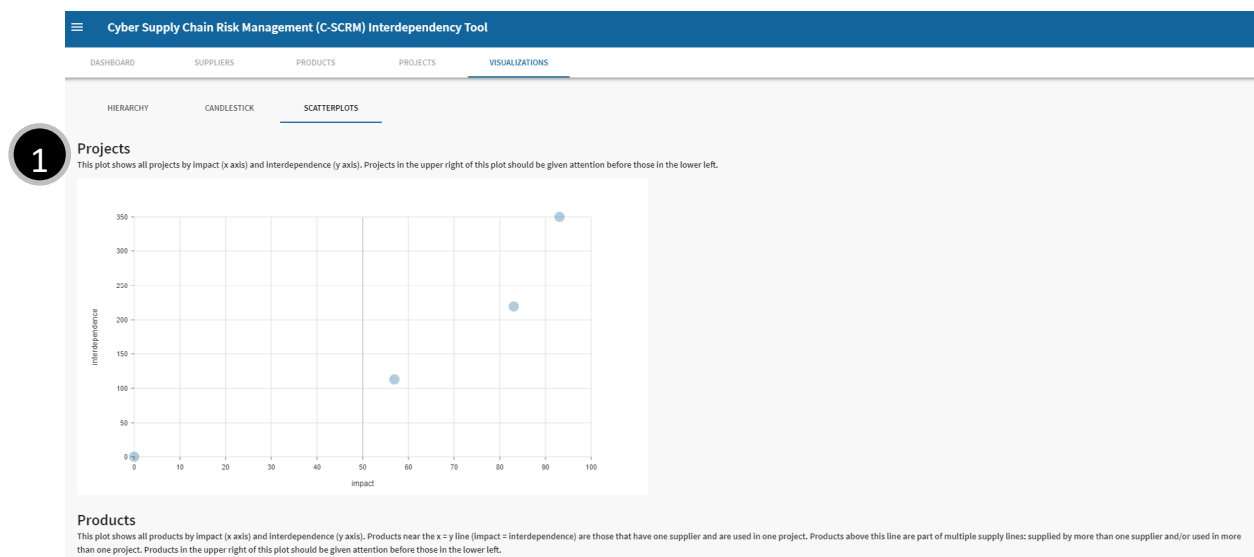 Cyber Supply Chain Risk Management (C-SCRM) Interdependency Tool
DASHBOARD SUPPLIERS PRODUCTS PROJECTS VISUALIZATIONS
HIERARCHY CANDLESTICK SCATTERPLOTS
1
Projects
This plot shows all projects by impact (x axis) and interdependence (y axis). Projects in the upper right of this plot should be given attention before those in the lower left.
350
300
250
200
150
100
50
0
interdependence
0 10 20 30 40 50 60 70 80 90 100
impact
Products
This plot shows all products by impact (x axis) and interdependence (y axis). Products near the x = y line (impact = interdependence) are those that have one supplier and are used in one project. Products above this line are part of multiple supply lines: supplied by more than one supplier and/or used in more
than one project. Products in the upper right of this plot should be given attention before those in the lower left.